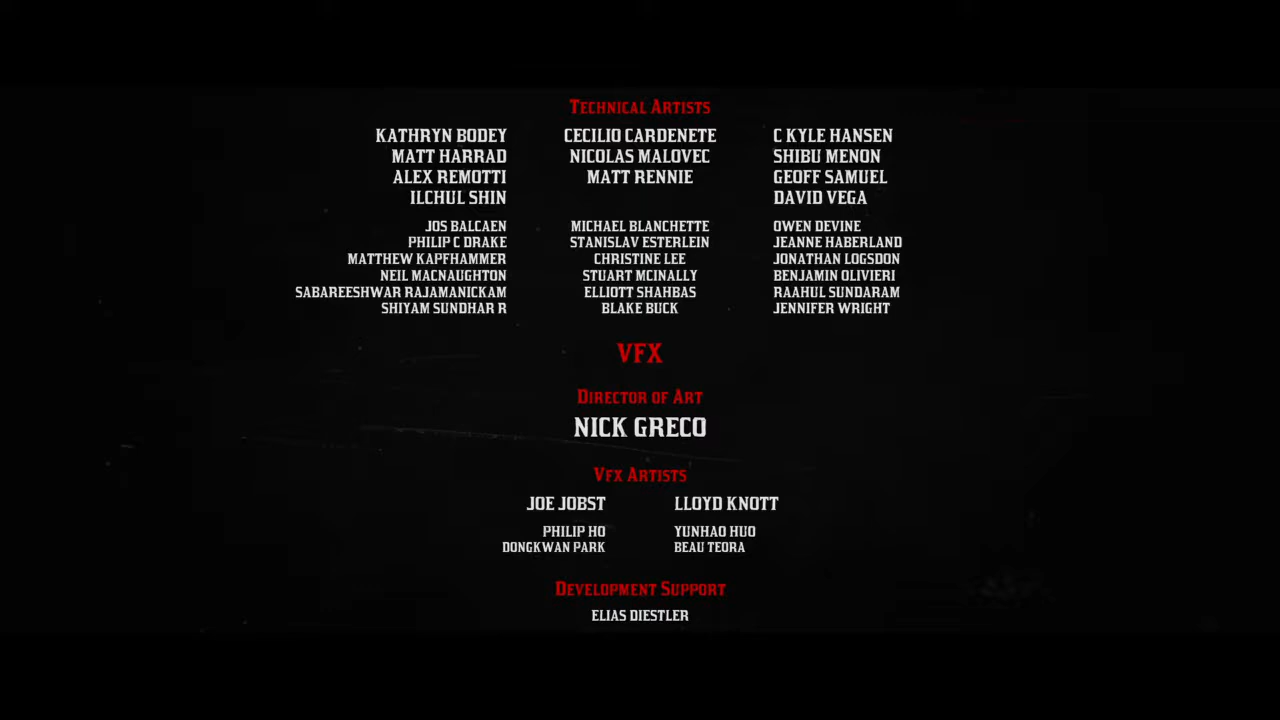 TECHNICAL ARTISTS
KATHRYN BODEY CECILIO CARDENETE C KYLE HANSEN
MATT HARRAD NICOLAS MALOVEC SHIBU MENON
ALEX REMOTTI MATT RENNIE GEOFF SAMUEL
ILCHUL SHIN DAVID VEGA
JOS BALCAEN MICHAEL BLANCHETTE OWEN DEVINE
PHILIP C DRAKE STANISLAV ESTERLEIN JEANNE HABERLAND
MATTHEW KAPFHAMMER CHRISTINE LEE JONATHAN LOGSDON
NEIL MACNAUGHTON STUART MCINALLY BENJAMIN OLIVIERI
SABAREESHWAR RAJAMANICKAM ELLIOTT SHAHBAS RAAHUL SUNDARAM
SHIYAM SUNDHAR R BLAKE BUCK JENNIFER WRIGHT
VFX
DIRECTOR OF ART
NICK GRECO
VFX ARTISTS
JOE JOBST LLOYD KNOTT
PHILIP HO YUNHAO HUO
DONGKWAN PARK BEAU TEORA
DEVELOPMENT SUPPORT
ELIAS DIESTLER